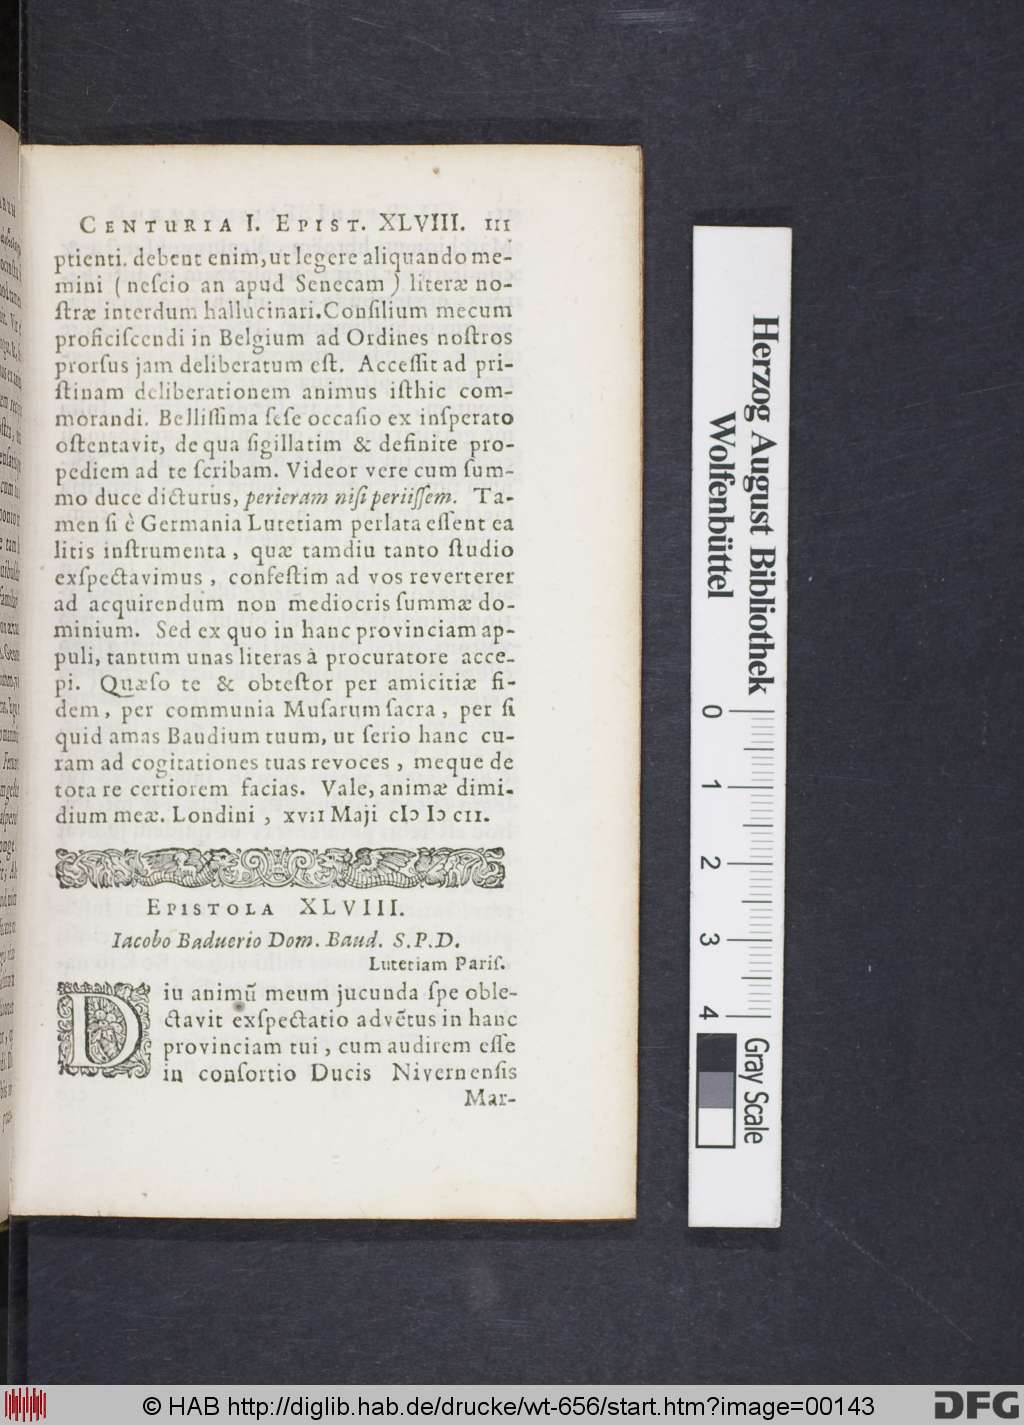 CENTURIA I. EPIST. XLVIII. 111
ptienti. debent enim, ut legere aliquando me-
mini ( neſcio an apud Senecam ) literæ no-
ſtræ interdum hallucinari. Conſilium mecum
proficiſcendi in Belgium ad Ordines noſtros
prorſus jam deliberatum eſt. Acceſſit ad pri-
ſtinam deliberationem animus iſthic com-
morandi. Belliſſima ſeſe occaſio ex inſperato
oſtentavit, de qua ſigillatim & definite pro-
pediem ad te ſcribam. Videor vere cum ſum-
mo duce dicturus, perieram niſi periiſſem. Ta-
men ſi è Germania Lutetiam perlata eſſent ea
litis inſtrumenta , quæ tamdiu tanto ſtudio
exſpectavimus , confeſtim ad vos reverterer
ad acquirendum non mediocris ſummæ do-
minium. Sed ex quo in hanc provinciam ap-
puli, tantum unas literas à procuratore acce-
pi. Quæſo te & obteſtor per amicitiæ fi-
dem , per communia Muſarum ſacra , per ſi
quid amas Baudium tuum, ut ſerio hanc cu-
ram ad cogitationes tuas revoces , meque de
tota re certiorem facias. Vale, animæ dimi-
dium meæ. Londini , XVIII Maji cIↃ IↃ CII.
EPISTOLA XLVIII.
Iacobo Baduerio Dom. Baud. S.P.D.
Lutetiam Pariſ.
Diu animũ meum jucunda ſpe oble-
ctavit exſpectatio advẽtus in hanc
provinciam tui , cum audirem eſſe
in conſortio Ducis Nivernenſis
Mar-
Herzog August Bibliothek
Wolfenbüttel
0 1 2 3 4
Gray Scale
© HAB http://diglib.hab.de/drucke/wt-656/start.htm?image=00143
DFG